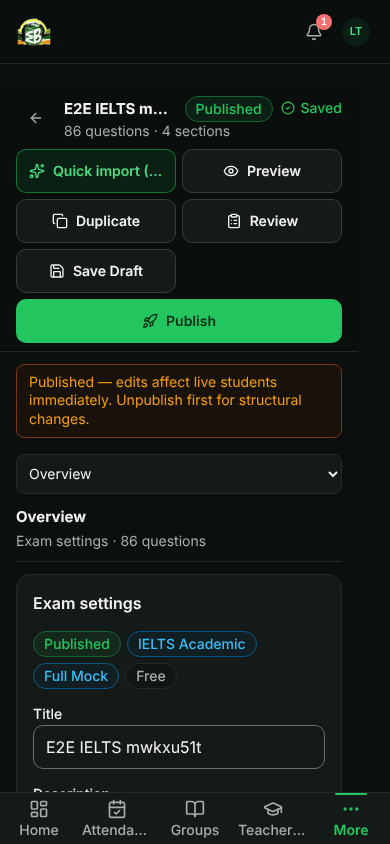 1
LT
E2E IELTS m...
Published
Saved
86 questions · 4 sections
Quick import (...
Preview
Duplicate
Review
Save Draft
Publish
Published — edits affect live students
immediately. Unpublish first for structural
changes.
Overview
Overview
Exam settings · 86 questions
Exam settings
Published
IELTS Academic
Full Mock
Free
Title
E2E IELTS mwkxu51t
Description
Home
Attenda...
Groups
Teacher...
More